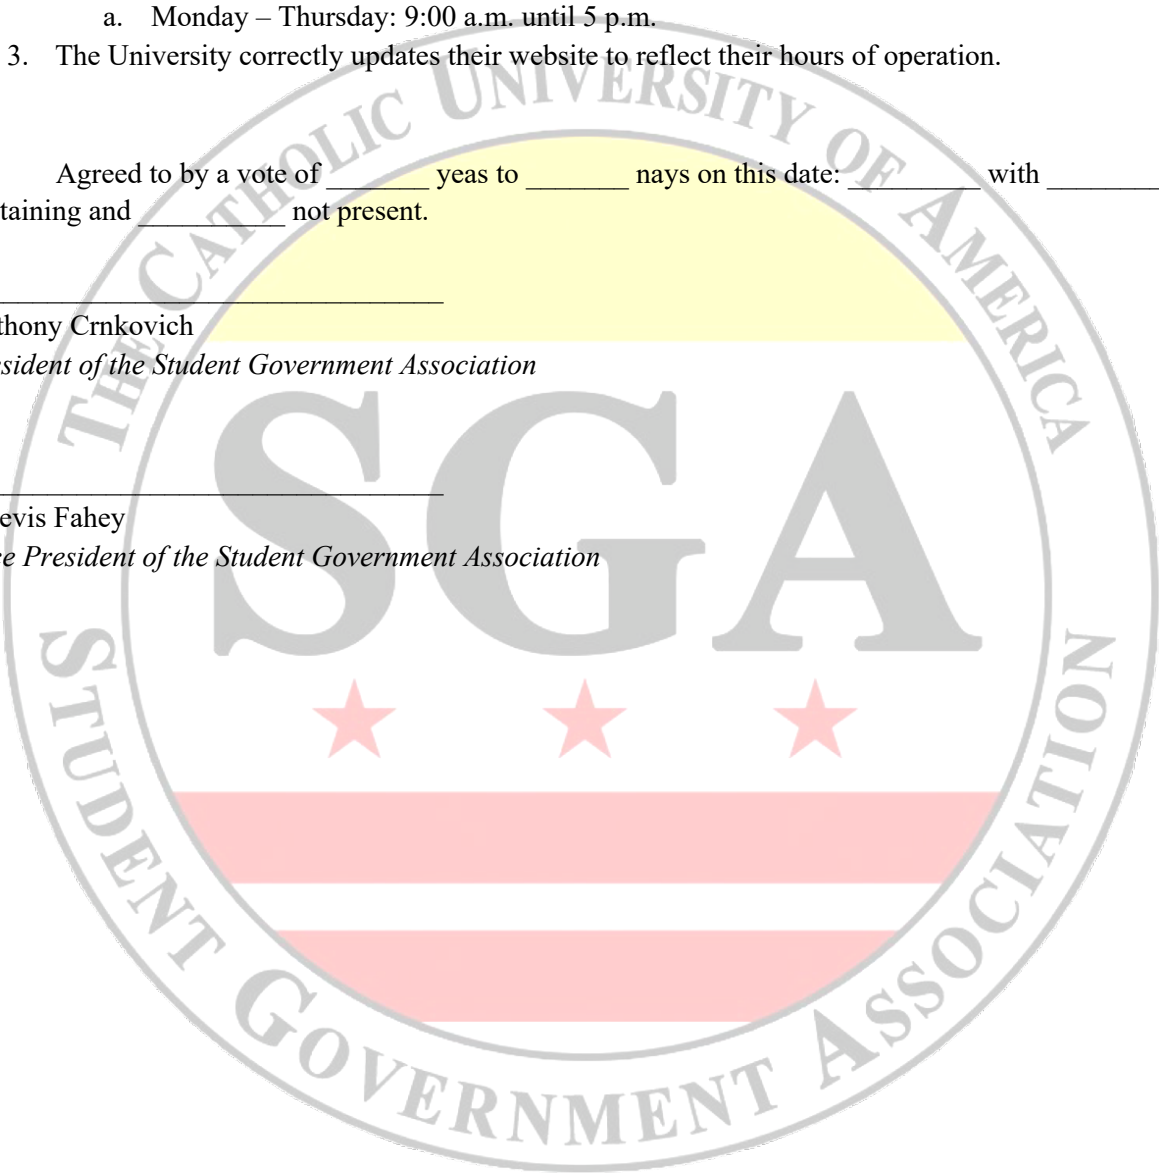 a. Monday – Thursday: 9:00 a.m. until 5 p.m.
3. The University correctly updates their website to reflect their hours of operation.
Agreed to by a vote of _______ yeas to _______ nays on this date: _________ with ________
taining and __________ not present.
thony Crnkovich
sident of the Student Government Association
evis Fahey
e President of the Student Government Association
THE CATHOLIC UNIVERSITY OF AMERICA
SGA
STUDENT GOVERNMENT ASSOCIATION